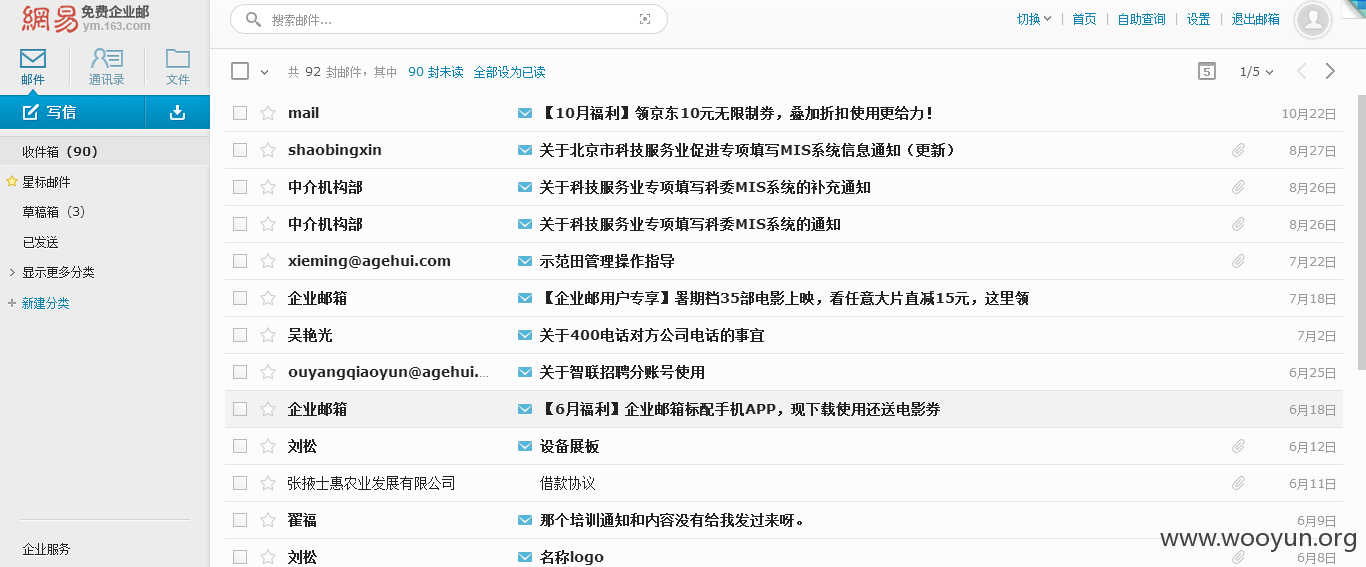 網易 免费企业邮
ym.163.com
搜索邮件...
切换 首页 自助查询 设置 退出邮箱
邮件 通讯录 文件
写信
收件箱（90）
星标邮件
草稿箱（3）
已发送
显示更多分类
+ 新建分类
企业服务
共 92 封邮件，其中 90 封未读 全部设为已读 5 1/5
mail 【10月福利】领京东10元无限制券，叠加折扣使用更给力！ 10月22日
shaobingxin 关于北京市科技服务业促进专项填写MIS系统信息通知（更新） 8月27日
中介机构部 关于科技服务业专项填写科委MIS系统的补充通知 8月26日
中介机构部 关于科技服务业专项填写科委MIS系统的通知 8月26日
xieming@agehui.com 示范田管理操作指导 7月22日
企业邮箱 【企业邮用户专享】暑期档35部电影上映，看任意大片直减15元，这里领 7月18日
吴艳光 关于400电话对方公司电话的事宜 7月2日
ouyangqiaoyun@agehui.... 关于智联招聘分账号使用 6月25日
企业邮箱 【6月福利】企业邮箱标配手机APP，现下载使用还送电影券 6月18日
刘松 设备展板 6月12日
张掖士惠农业发展有限公司 借款协议 6月11日
翟福 那个培训通知和内容没有给我发过来呀。 6月9日
刘松 名称logo 6月8日
www.wooyun.org